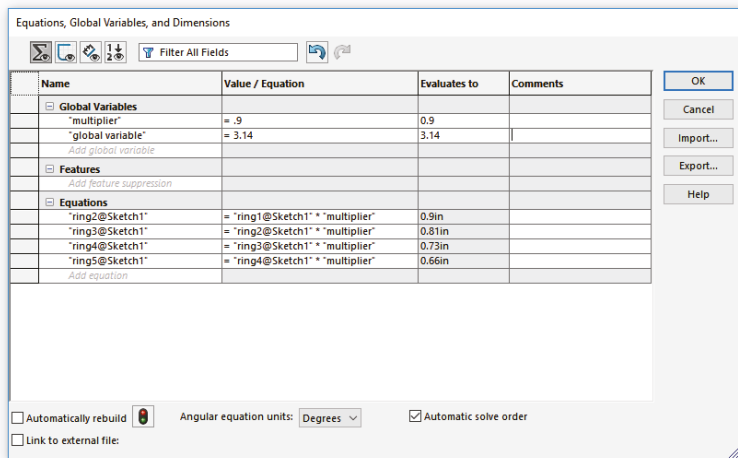 Equations, Global Variables, and Dimensions
Filter All Fields
Name Value / Equation Evaluates to Comments
Global Variables
"multiplier" = .9 0.9
"global variable" = 3.14 3.14
Add global variable
Features
Add feature suppression
Equations
"ring2@Sketch1" = "ring1@Sketch1" * "multiplier" 0.9in
"ring3@Sketch1" = "ring2@Sketch1" * "multiplier" 0.81in
"ring4@Sketch1" = "ring3@Sketch1" * "multiplier" 0.73in
"ring5@Sketch1" = "ring4@Sketch1" * "multiplier" 0.66in
Add equation
OK
Cancel
Import...
Export...
Help
Automatically rebuild Angular equation units: Degrees Automatic solve order
Link to external file: